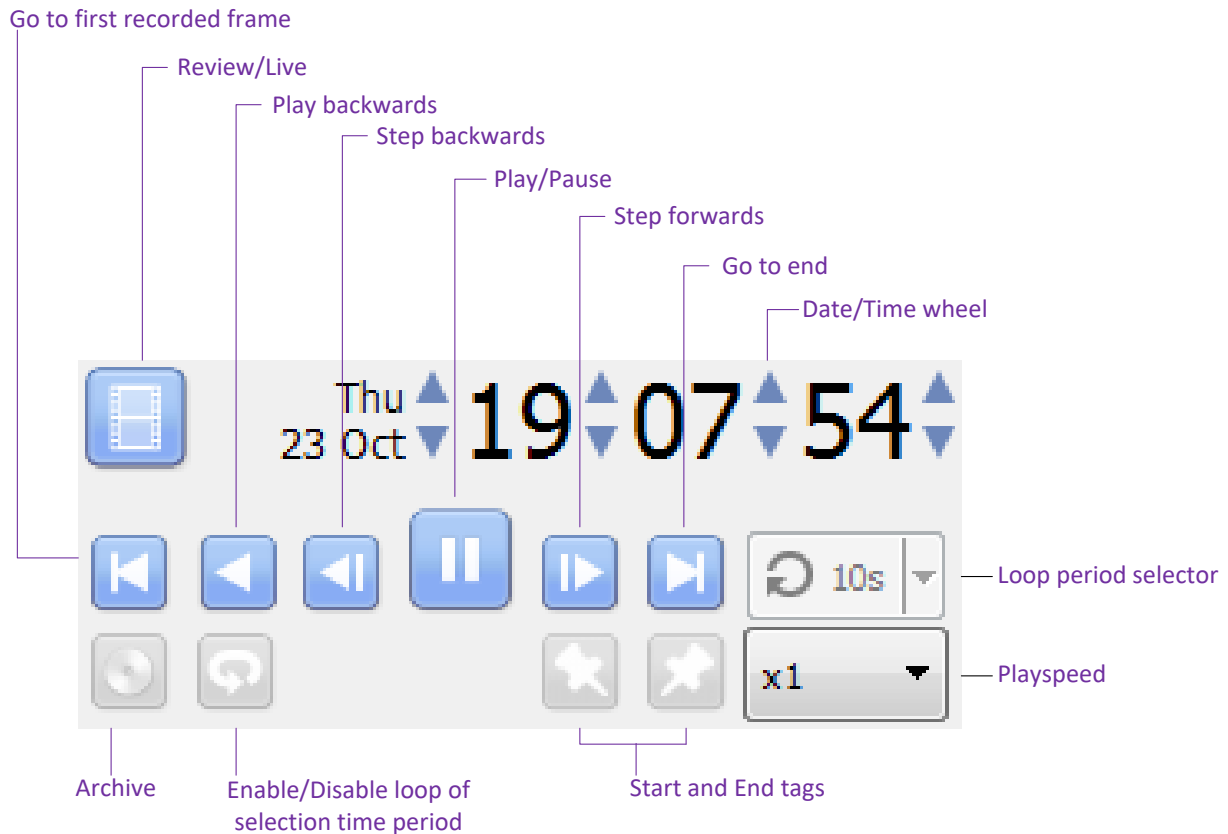 Go to first recorded frame
Review/Live
Play backwards
Step backwards
Play/Pause
Step forwards
Go to end
Date/Time wheel
Thu
23 Oct
19 07 54
10s
Loop period selector
x1
Playspeed
Archive
Enable/Disable loop of
selection time period
Start and End tags